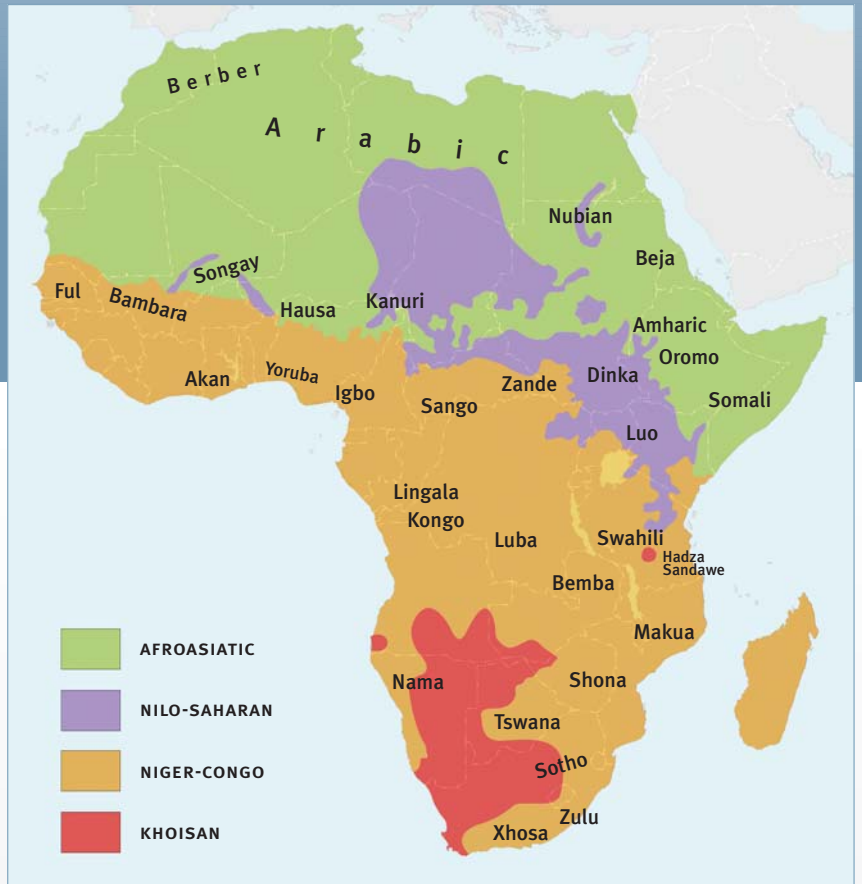 Berber
Arabic
Nubian
Beja
Songay
Ful
Bambara
Hausa
Kanuri
Amharic
Oromo
Akan
Yoruba
Igbo
Zande
Dinka
Sango
Somali
Luo
Lingala
Kongo
Luba
Swahili
Hadza
Sandawe
Bemba
Makua
Nama
Shona
Tswana
Sotho
Zulu
Xhosa
AFROASIATIC
NILO-SAHARAN
NIGER-CONGO
KHOISAN